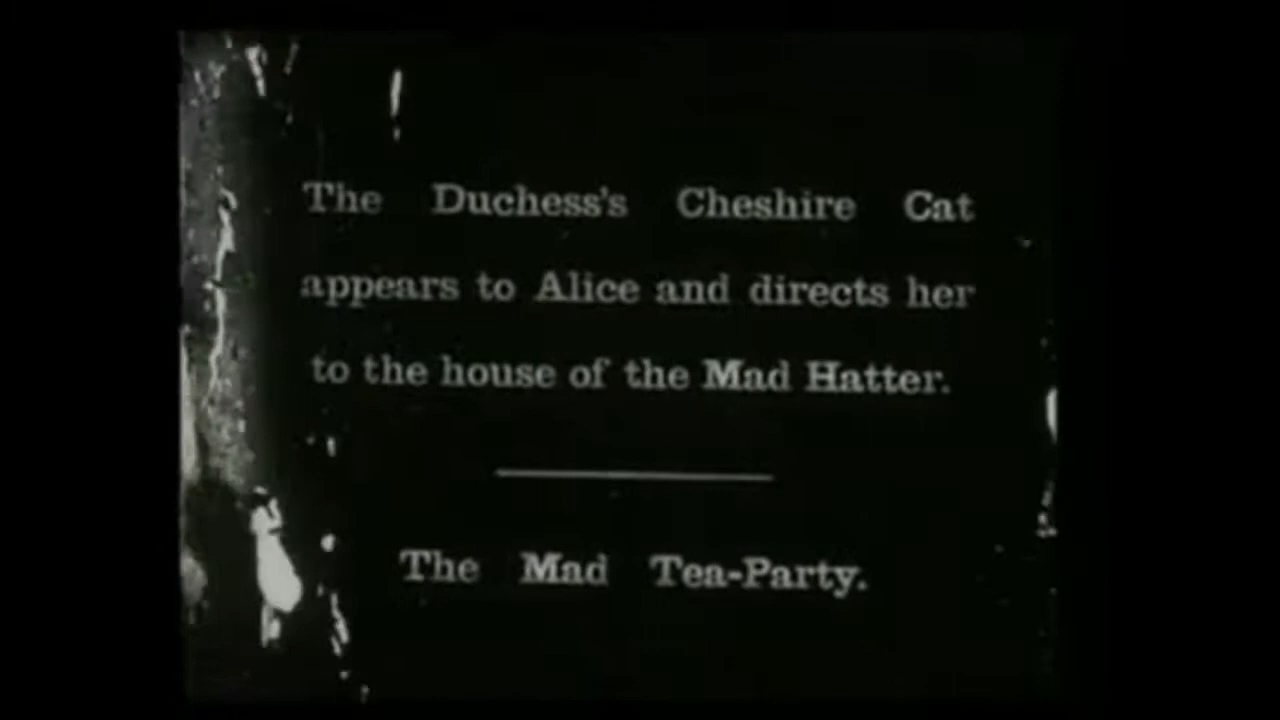 The Duchess's Cheshire Cat
appears to Alice and directs her
to the house of the Mad Hatter.
The Mad Tea-Party.